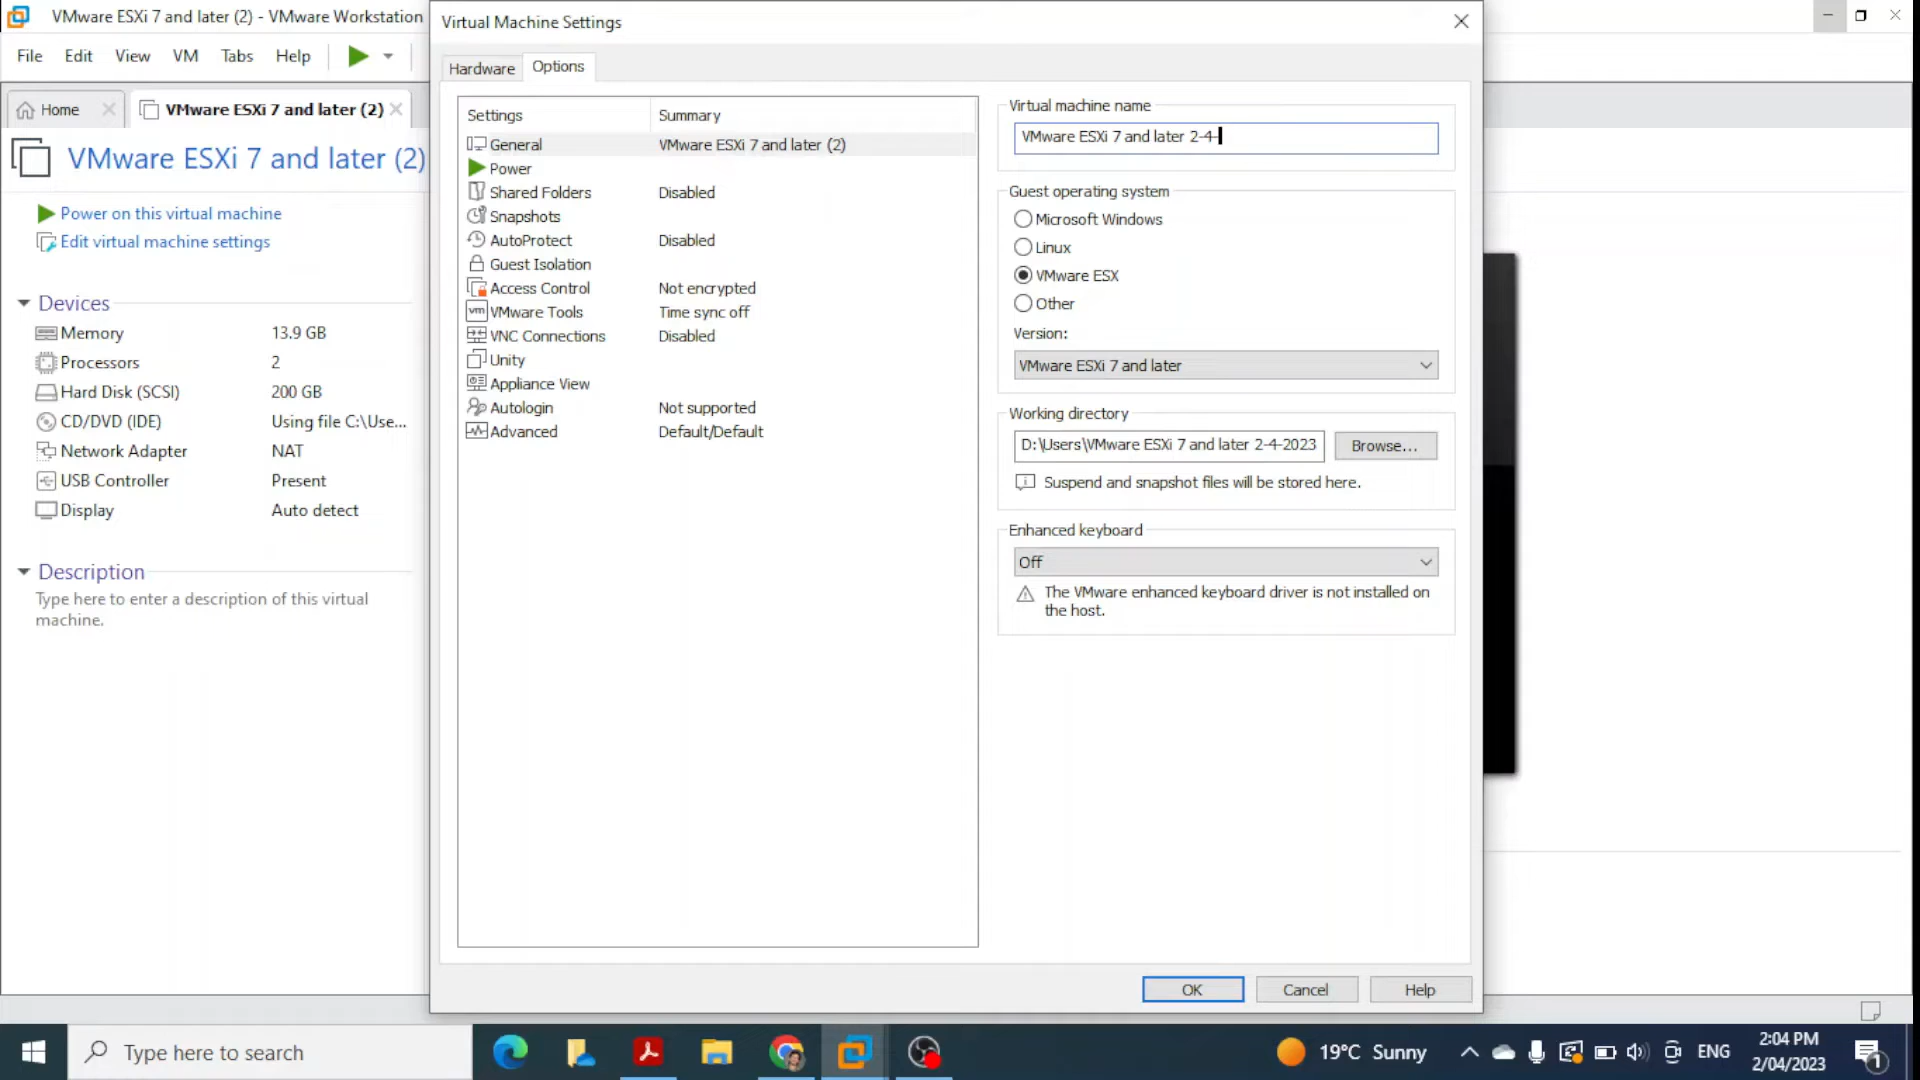 VMware ESXi 7 and later (2) - VMware Workstation
File Edit View VM Tabs Help
Home
VMware ESXi 7 and later (2)
VMware ESXi 7 and later (2)
Power on this virtual machine
Edit virtual machine settings
Devices
Memory 13.9 GB
Processors 2
Hard Disk (SCSI) 200 GB
CD/DVD (IDE) Using file C:\Use...
Network Adapter NAT
USB Controller Present
Display Auto detect
Description
Type here to enter a description of this virtual
machine.
Virtual Machine Settings
Hardware Options
Settings Summary
General VMware ESXi 7 and later (2)
Power
Shared Folders Disabled
Snapshots
AutoProtect Disabled
Guest Isolation
Access Control Not encrypted
vm VMware Tools Time sync off
VNC Connections Disabled
Unity
Appliance View
Autologin Not supported
Advanced Default/Default
Virtual machine name
VMware ESXi 7 and later 2-4-
Guest operating system
Microsoft Windows
Linux
VMware ESX
Other
Version:
VMware ESXi 7 and later
Working directory
D:\Users\VMware ESXi 7 and later 2-4-2023
Browse...
Suspend and snapshot files will be stored here.
Enhanced keyboard
Off
The VMware enhanced keyboard driver is not installed on
the host.
OK Cancel Help
Type here to search
19°C Sunny
ENG
2:04 PM
2/04/2023
1